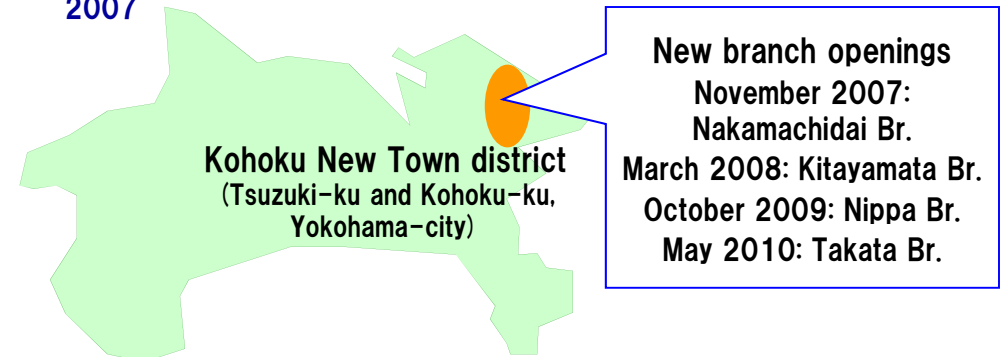 2007
Kohoku New Town district
(Tsuzuki-ku and Kohoku-ku,
Yokohama-city)
New branch openings
November 2007:
Nakamachidai Br.
March 2008: Kitayamata Br.
October 2009: Nippa Br.
May 2010: Takata Br.